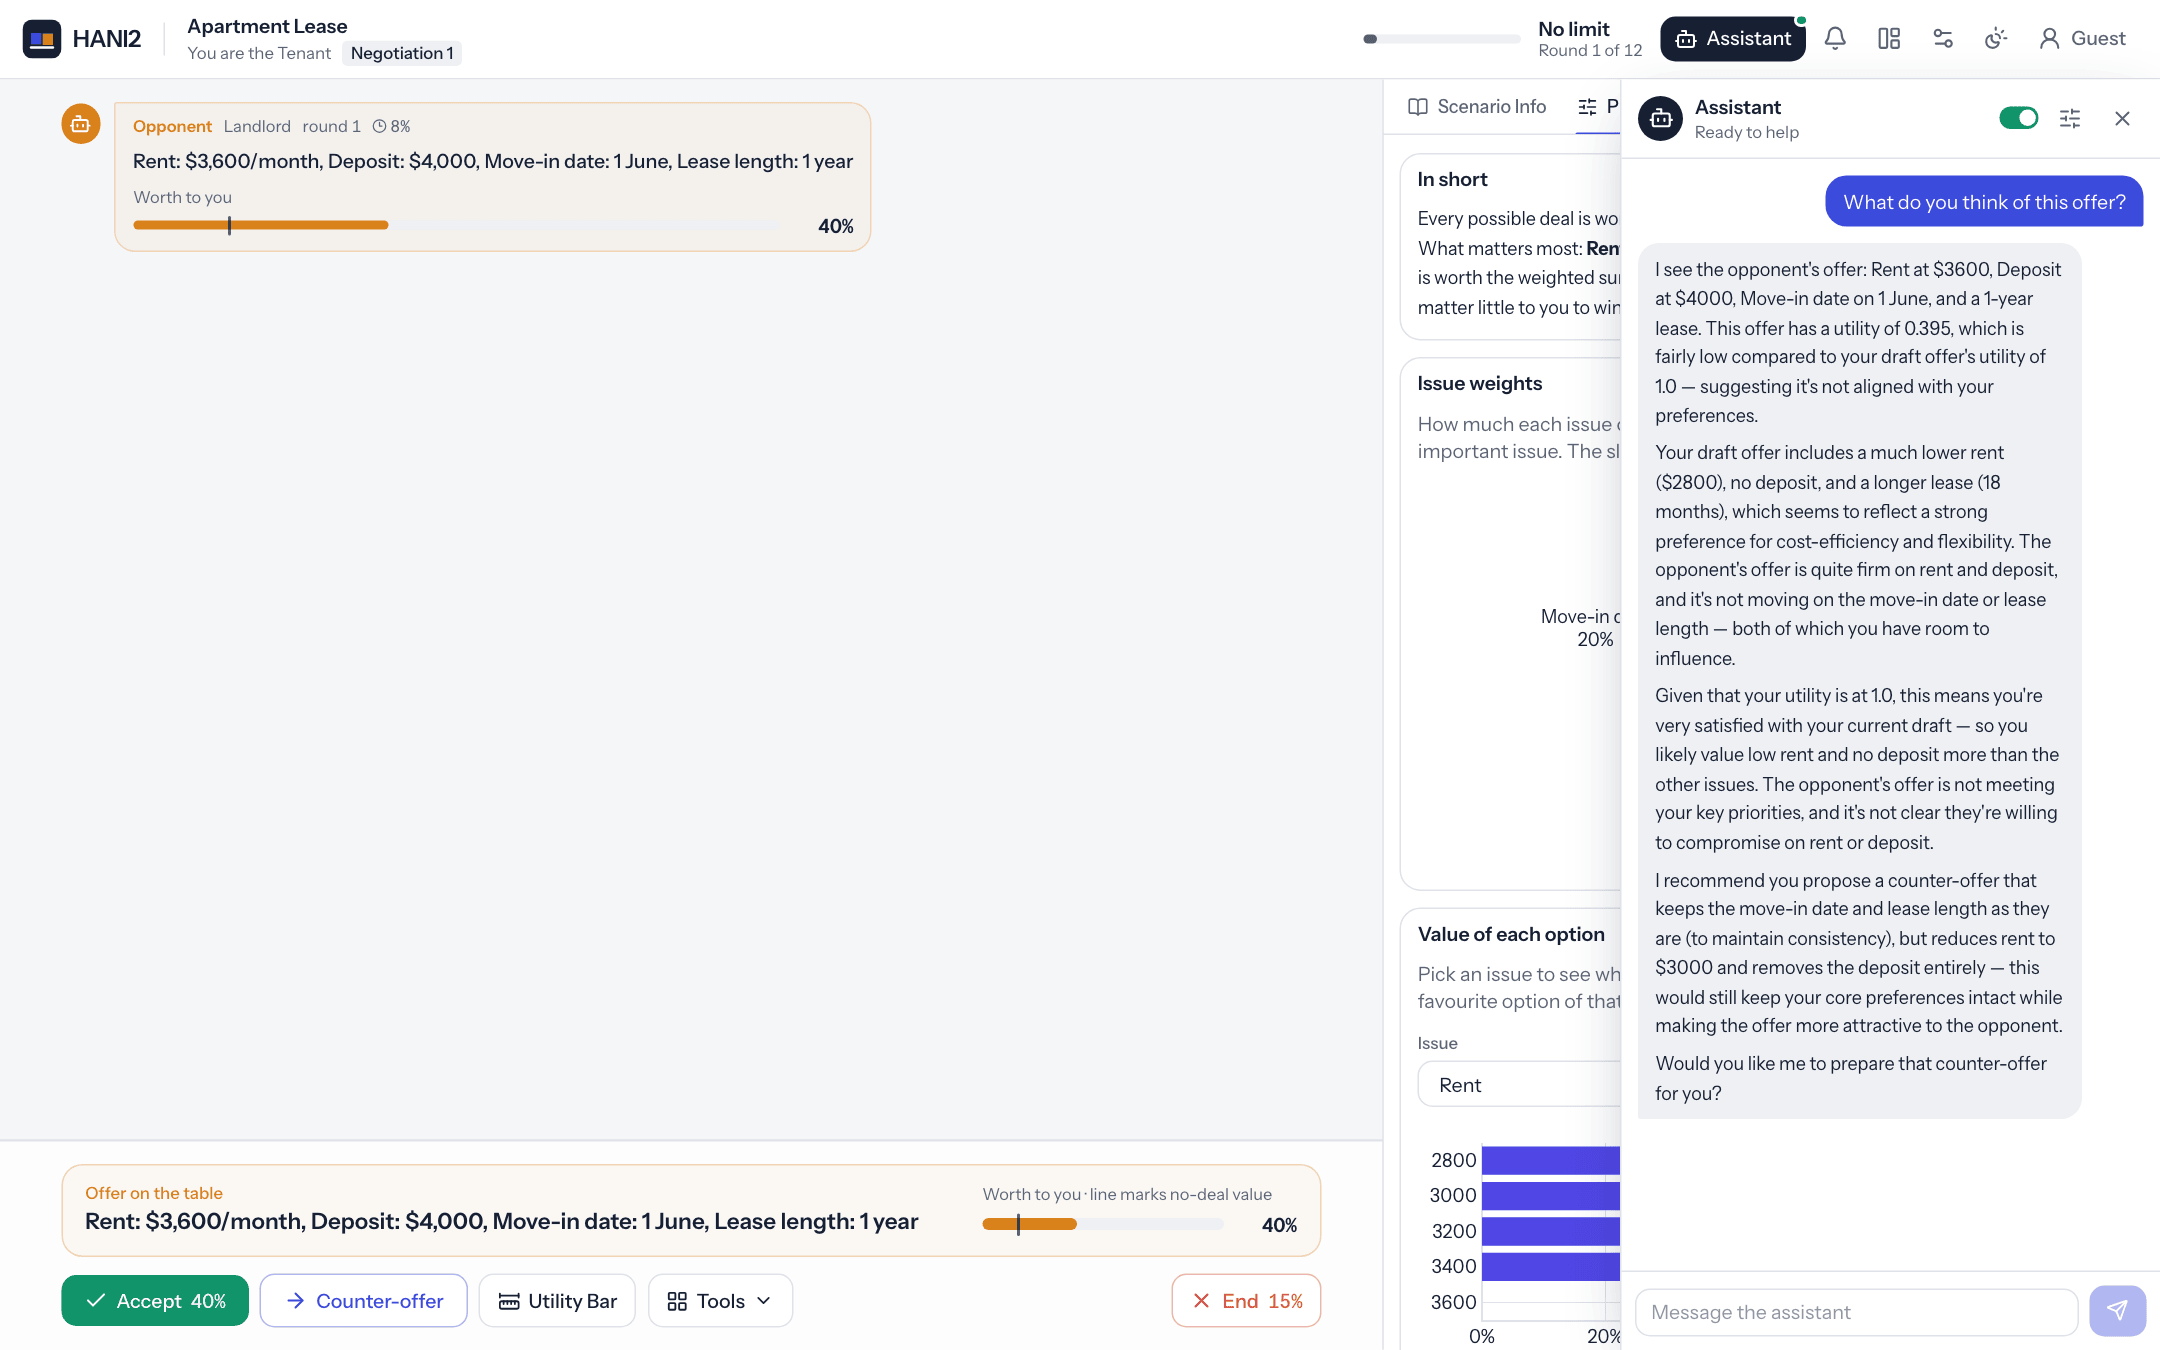 HANI2
Apartment Lease
You are the Tenant
Negotiation 1
No limit
Round 1 of 12
Assistant
Guest
Opponent Landlord round 1 8%
Rent: $3,600/month, Deposit: $4,000, Move-in date: 1 June, Lease length: 1 year
Worth to you
40%
Scenario Info
P
In short
Every possible deal is wo
What matters most: Ren
is worth the weighted su
matter little to you to win
Issue weights
How much each issue c
important issue. The sl
Move-in d
20%
Value of each option
Pick an issue to see wh
favourite option of that
Issue
Rent
2800
3000
3200
3400
3600
0%
20%
Assistant
Ready to help
What do you think of this offer?
I see the opponent's offer: Rent at $3600, Deposit
at $4000, Move-in date on 1 June, and a 1-year
lease. This offer has a utility of 0.395, which is
fairly low compared to your draft offer's utility of
1.0 — suggesting it's not aligned with your
preferences.
Your draft offer includes a much lower rent
($2800), no deposit, and a longer lease (18
months), which seems to reflect a strong
preference for cost-efficiency and flexibility. The
opponent's offer is quite firm on rent and deposit,
and it's not moving on the move-in date or lease
length — both of which you have room to
influence.
Given that your utility is at 1.0, this means you're
very satisfied with your current draft — so you
likely value low rent and no deposit more than the
other issues. The opponent's offer is not meeting
your key priorities, and it's not clear they're willing
to compromise on rent or deposit.
I recommend you propose a counter-offer that
keeps the move-in date and lease length as they
are (to maintain consistency), but reduces rent to
$3000 and removes the deposit entirely — this
would still keep your core preferences intact while
making the offer more attractive to the opponent.
Would you like me to prepare that counter-offer
for you?
Message the assistant
Offer on the table
Rent: $3,600/month, Deposit: $4,000, Move-in date: 1 June, Lease length: 1 year
Worth to you · line marks no-deal value
40%
Accept 40%
Counter-offer
Utility Bar
Tools
End 15%